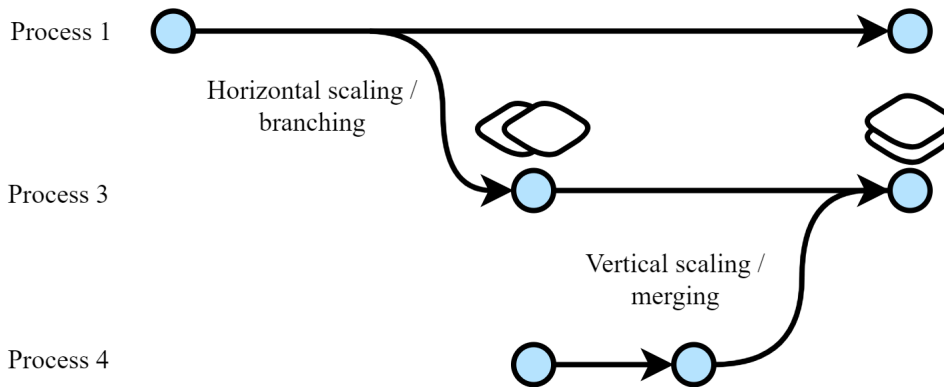 Process 1
Horizontal scaling /
branching
Process 3
Vertical scaling /
merging
Process 4